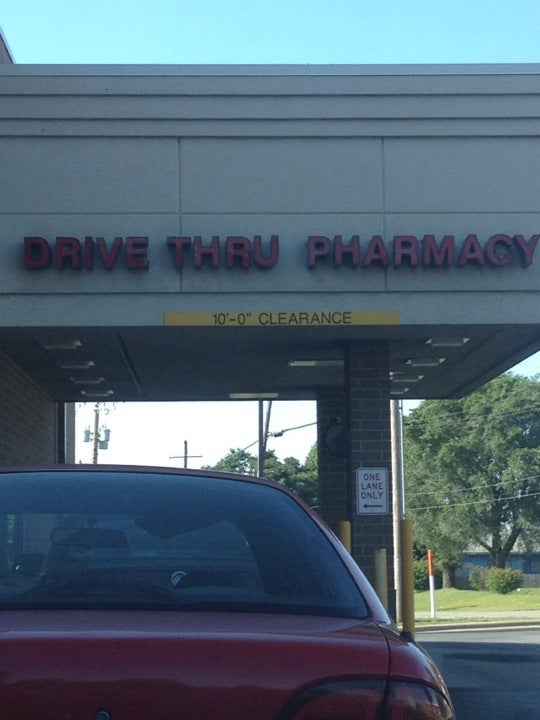 DRIVE THRU PHARMACY
10'-0" CLEARANCE
ONE
LANE
ONLY